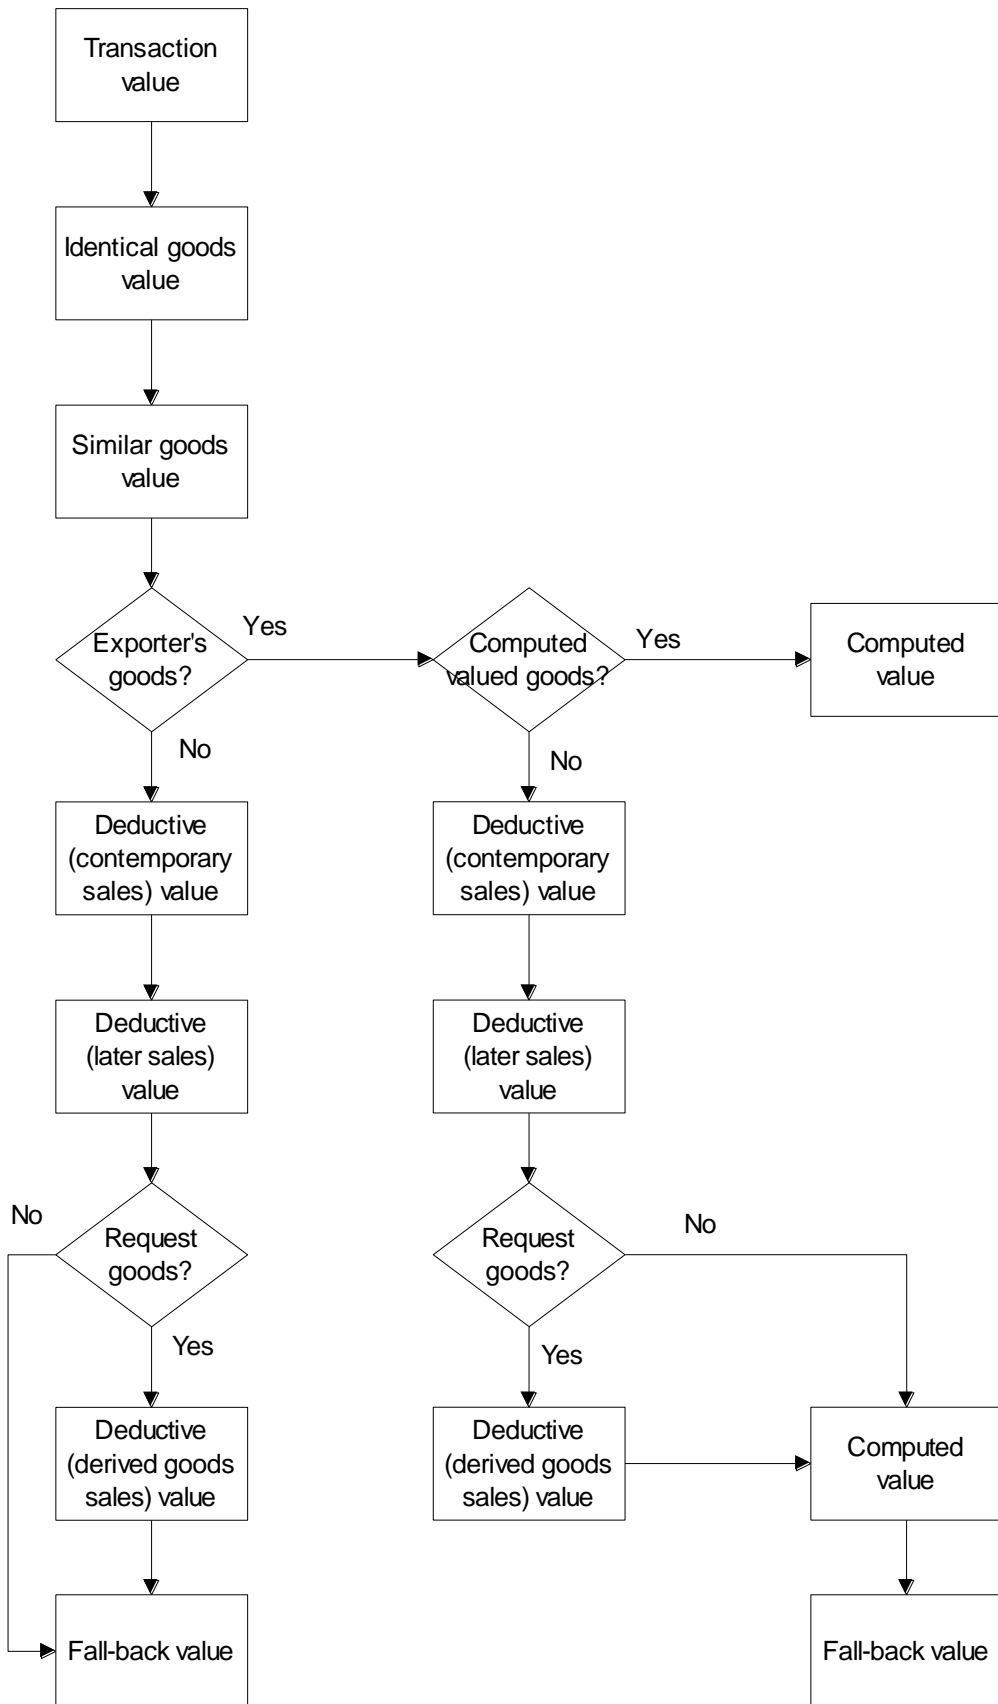 Transaction
value
Identical goods
value
Similar goods
value
Exporter's
goods?
Yes
Computed
valued goods?
Yes
Computed
value
No
No
Deductive
(contemporary
sales) value
Deductive
(contemporary
sales) value
Deductive
(later sales)
value
Deductive
(later sales)
value
No
Request
goods?
Request
goods?
No
Yes
Yes
Deductive
(derived goods
sales) value
Deductive
(derived goods
sales) value
Computed
value
Fall-back value
Fall-back value